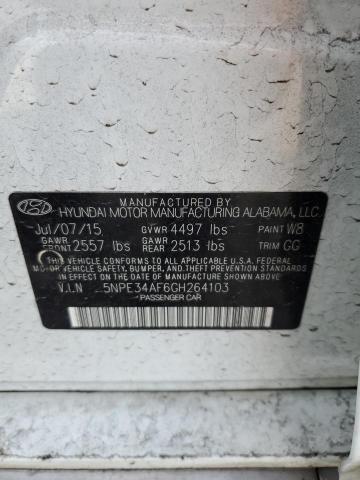 MANUFACTURED BY
HYUNDAI MOTOR MANUFACTURING ALABAMA, LLC
Jul/07/15 GVWR 4497 lbs PAINT W8
GAWR FRONT 2557 lbs GAWR REAR 2513 lbs TRIM GG
THIS VEHICLE CONFORMS TO ALL APPLICABLE U.S.A. FEDERAL
MOTOR VEHICLE SAFETY, BUMPER, AND THEFT PREVENTION
STANDARDS IN EFFECT ON THE DATE OF MANUFACTURE SHOWN ABOVE.
V.I.N 5NPE34AF6GH264103
PASSENGER CAR